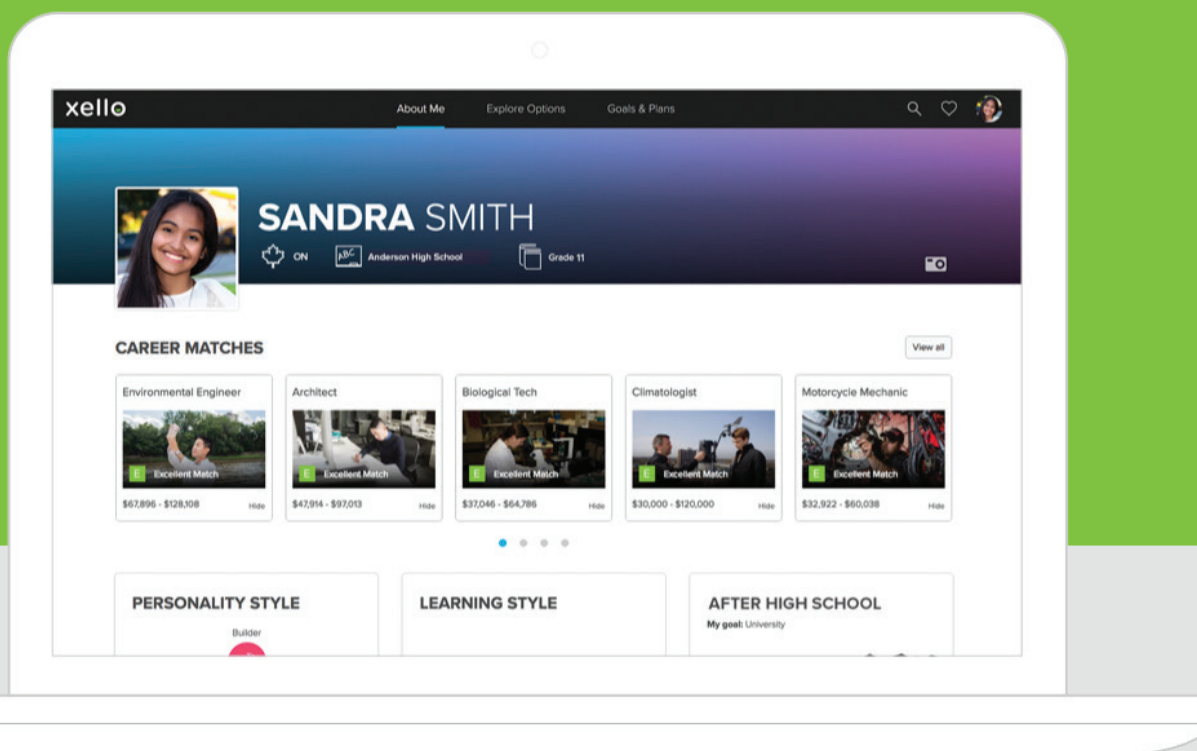 xello
About Me Explore Options Goals & Plans
SANDRA SMITH
ON ABC Anderson High School Grade 11
CAREER MATCHES View all
Environmental Engineer Architect Biological Tech Climatologist Motorcycle Mechanic
E Excellent Match E Excellent Match E Excellent Match E Excellent Match E Excellent Match
$67,896 - $128,108 Hide $47,914 - $97,013 Hide $37,046 - $64,786 Hide $30,000 - $120,000 Hide $32,922 - $60,038 Hide
PERSONALITY STYLE LEARNING STYLE AFTER HIGH SCHOOL
Builder My goal: University